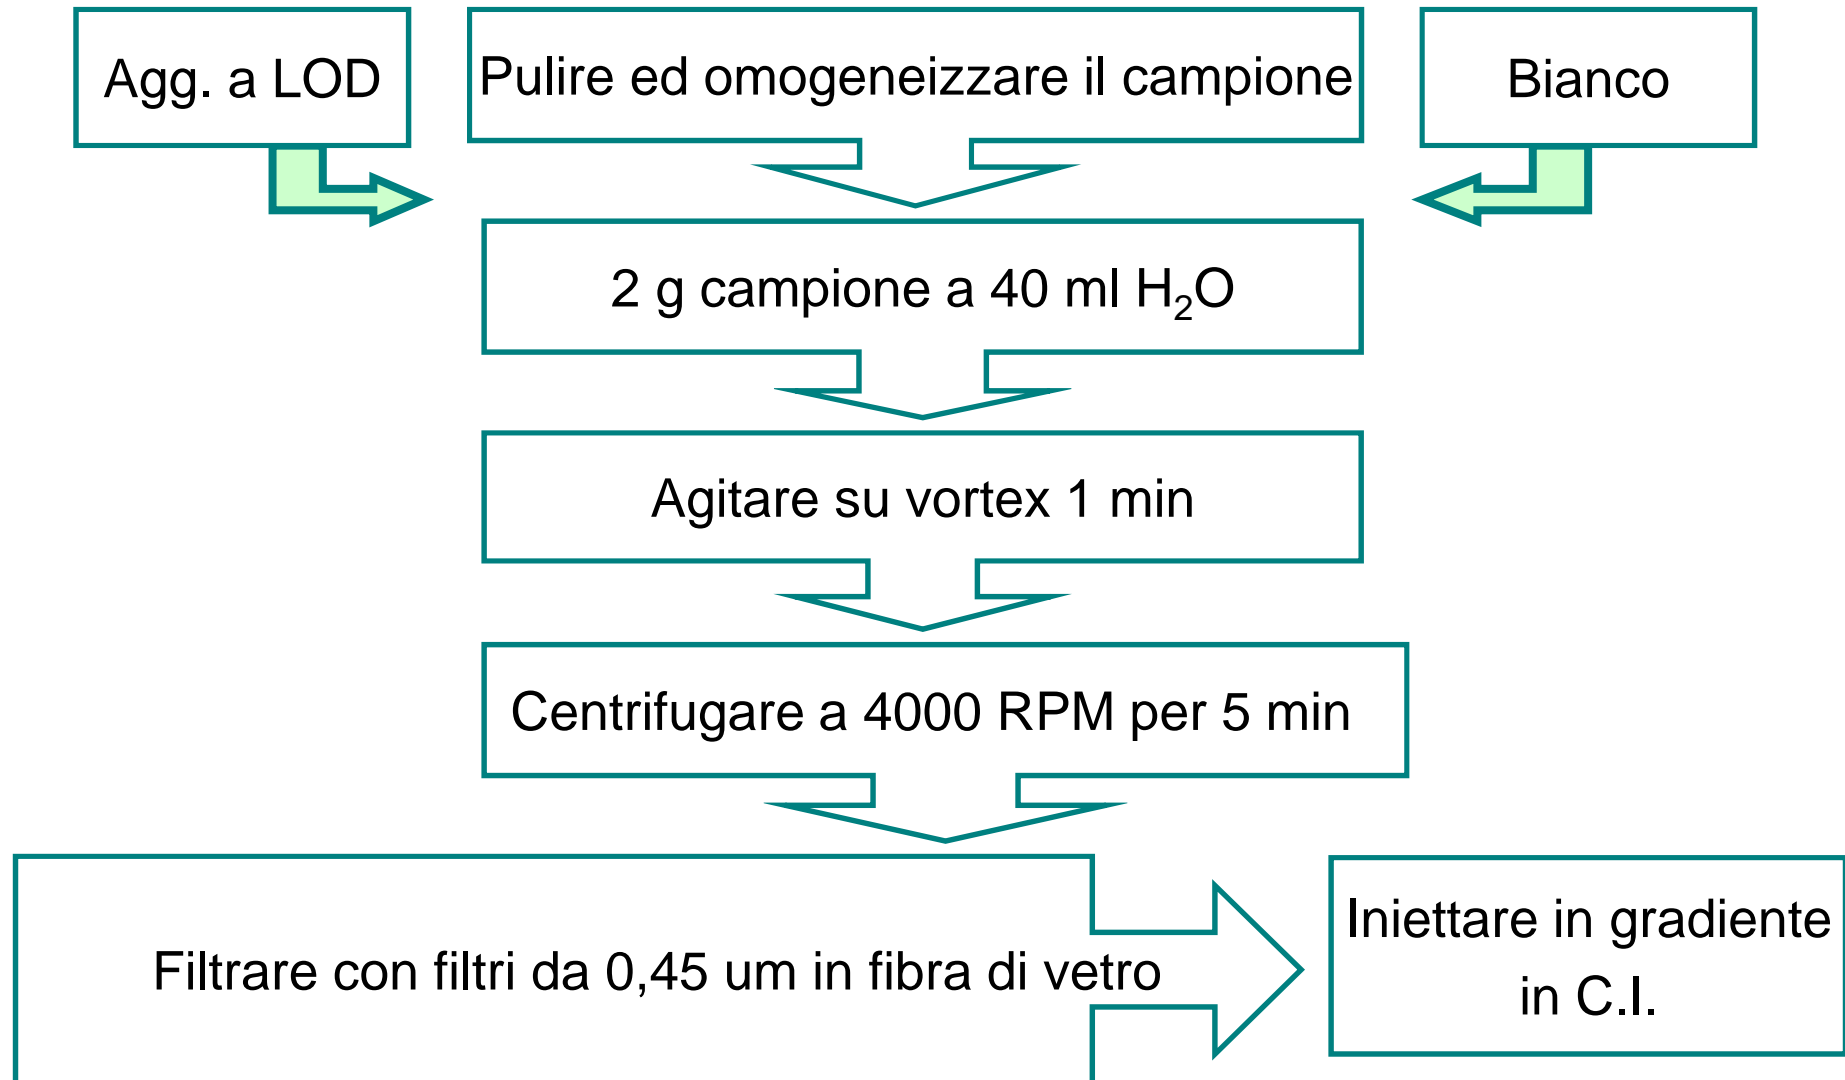 Agg. a LOD
Pulire ed omogeneizzare il campione
Bianco
2 g campione a 40 ml H₂O
Agitare su vortex 1 min
Centrifugare a 4000 RPM per 5 min
Filtrare con filtri da 0,45 um in fibra di vetro
Iniettare in gradiente
in C.I.